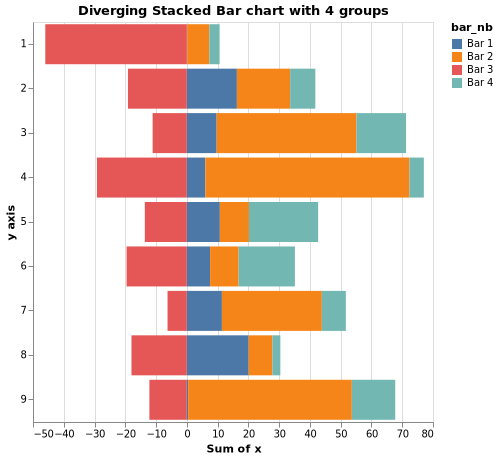 Diverging Stacked Bar chart with 4 groups
bar_nb
Bar 1
Bar 2
Bar 3
Bar 4
y axis
1
2
3
4
5
6
7
8
9
−50 −40 −30 −20 −10 0 10 20 30 40 50 60 70 80
Sum of x